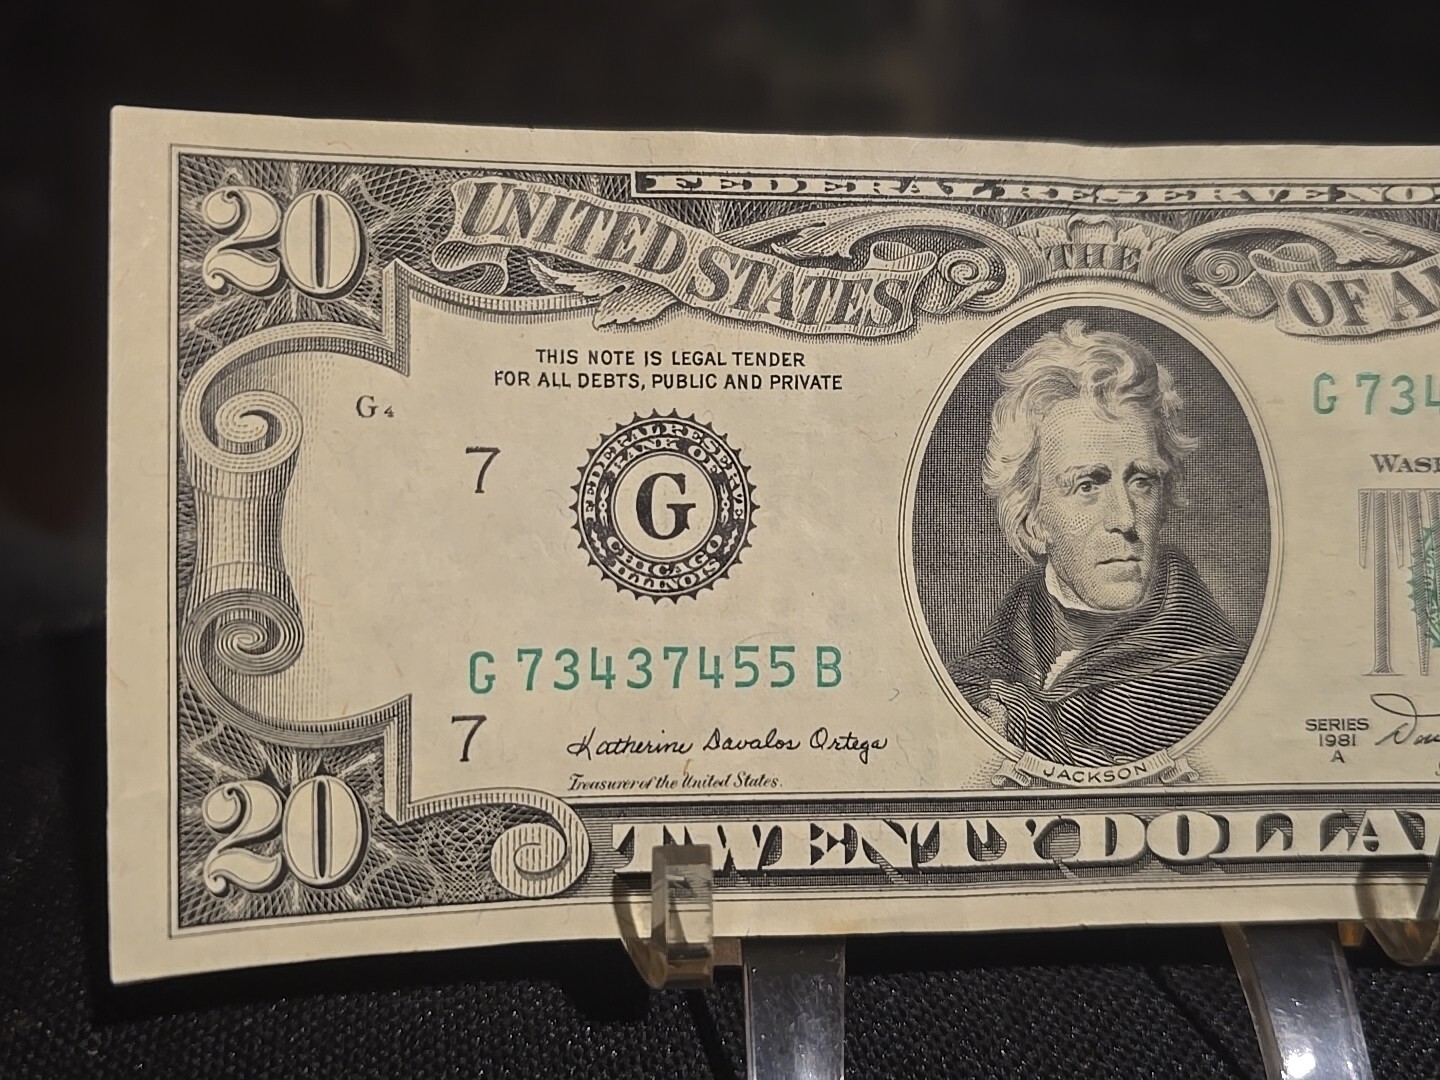 FEDERAL RESERVE NO
20
UNITED STATES
THE
OF A
THIS NOTE IS LEGAL TENDER
FOR ALL DEBTS, PUBLIC AND PRIVATE
G4
G 734
7
FEDERAL RESERVE
BANK OF
G
CHICAGO
ILLINOIS
WAS
G 73437455 B
7
Katherine Davalos Ortega
Treasurer of the United States.
SERIES
1981
A
JACKSON
20
TWENTY DOLLA